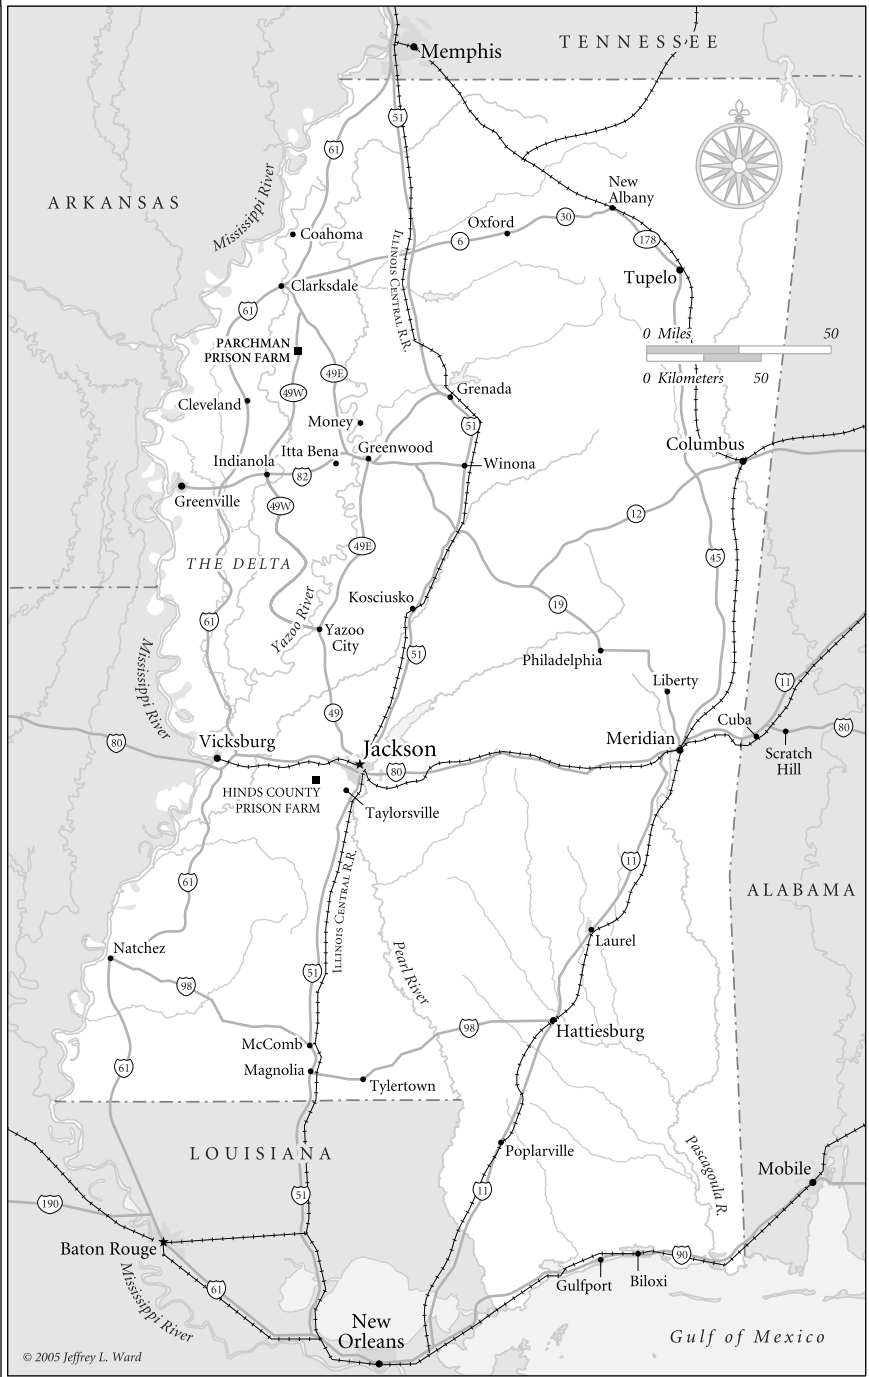 TENNESSEE
Memphis
51
61
ARKANSAS
Mississippi River
New
Albany
Oxford
30
6
178
Coahoma
ILLINOIS CENTRAL R.R.
Tupelo
Clarksdale
61
0 Miles 50
0 Kilometers 50
PARCHMAN
PRISON FARM
49E
49W
Grenada
Cleveland
Money
51
Itta Bena
Greenwood
Columbus
Indianola
82
Winona
Greenville
49W
12
49E
45
THE DELTA
Kosciusko
19
61
Yazoo River
Yazoo
City
51
Philadelphia
Mississippi River
Liberty
11
49
Cuba
80
Vicksburg
Jackson
Meridian
80
Scratch
Hill
80
HINDS COUNTY
PRISON FARM
Taylorsville
11
61
ALABAMA
ILLINOIS CENTRAL R.R.
Laurel
Natchez
Pearl River
51
98
98
Hattiesburg
McComb
61
Magnolia
Tylertown
LOUISIANA
Poplarville
Pascagoula R.
Mobile
11
51
190
Baton Rouge
90
61
Gulfport
Biloxi
Mississippi River
New
Orleans
Gulf of Mexico
© 2005 Jeffrey L. Ward